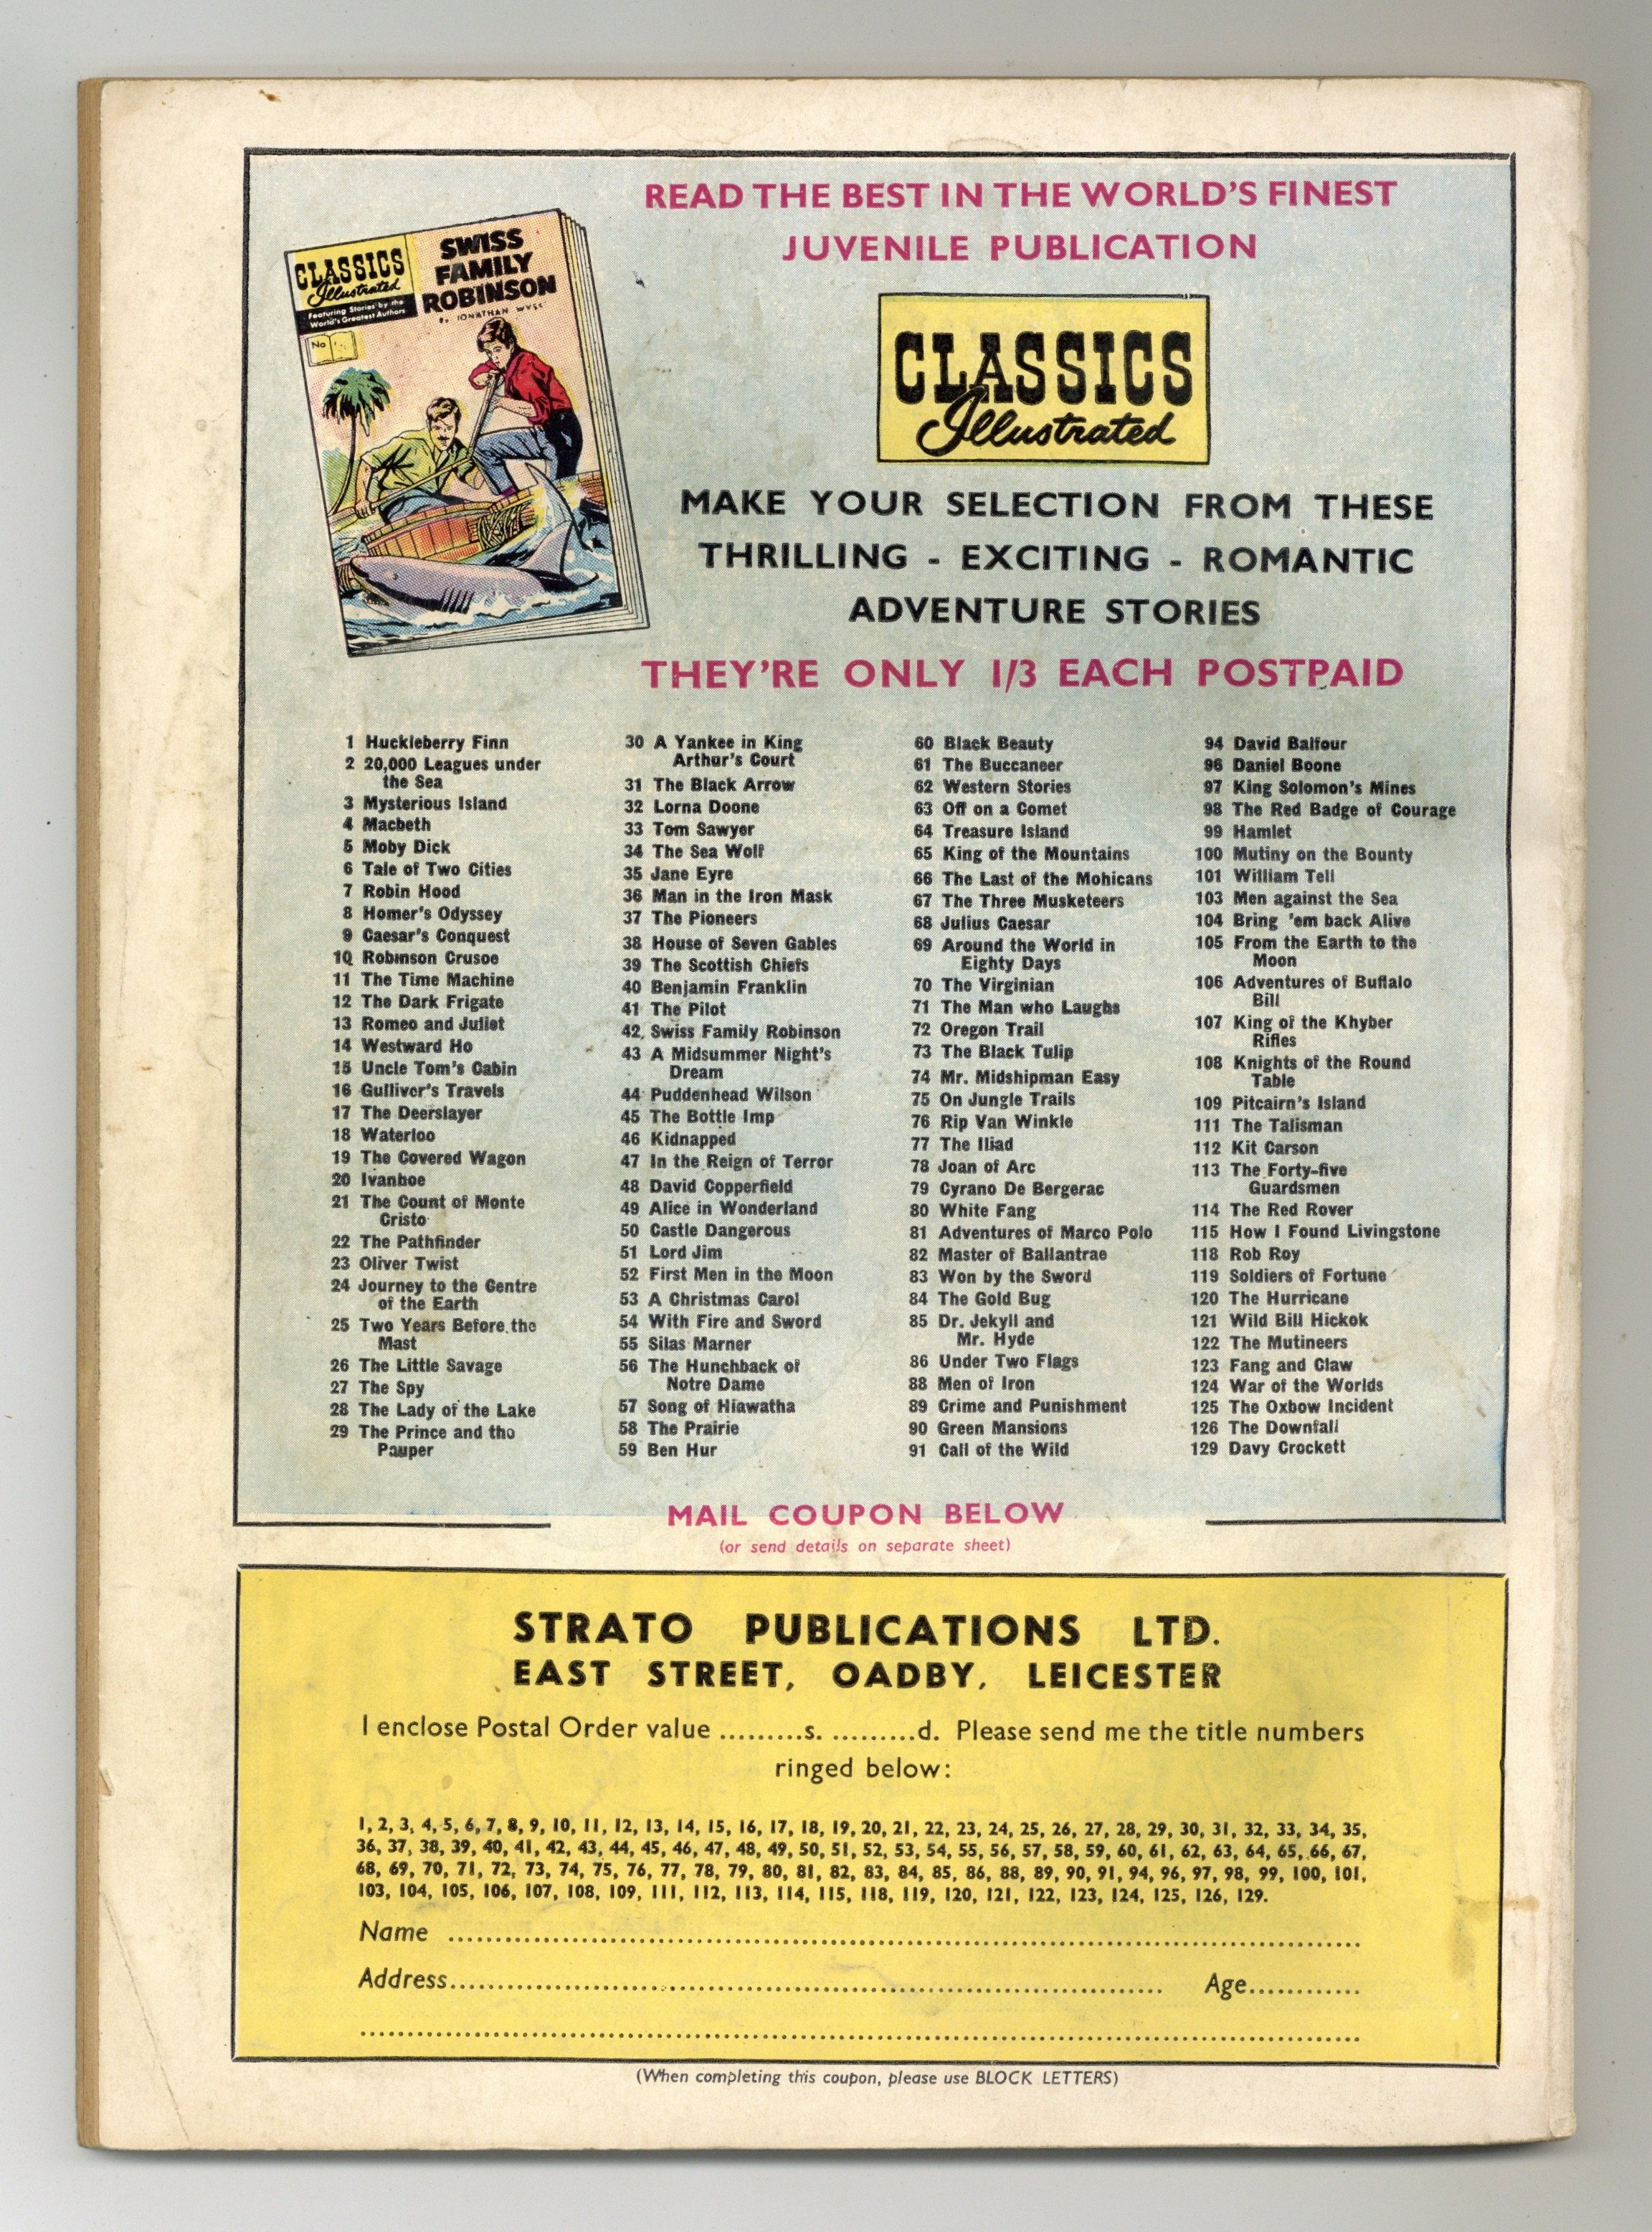 READ THE BEST IN THE WORLD'S FINEST
JUVENILE PUBLICATION
CLASSICS
Illustrated
Featuring Stories by the
World's Greatest Authors
No
SWISS
FAMILY
ROBINSON
By JONATHAN WYSS
CLASSICS
Illustrated
MAKE YOUR SELECTION FROM THESE
THRILLING - EXCITING - ROMANTIC
ADVENTURE STORIES
THEY'RE ONLY 1/3 EACH POSTPAID
1 Huckleberry Finn
2 20,000 Leagues under
the Sea
3 Mysterious Island
4 Macbeth
5 Moby Dick
6 Tale of Two Cities
7 Robin Hood
8 Homer's Odyssey
9 Caesar's Conquest
10 Robinson Crusoe
11 The Time Machine
12 The Dark Frigate
13 Romeo and Juliet
14 Westward Ho
15 Uncle Tom's Cabin
16 Gulliver's Travels
17 The Deerslayer
18 Waterloo
19 The Covered Wagon
20 Ivanhoe
21 The Count of Monte
Cristo
22 The Pathfinder
23 Oliver Twist
24 Journey to the Centre
of the Earth
25 Two Years Before the
Mast
26 The Little Savage
27 The Spy
28 The Lady of the Lake
29 The Prince and the
Pauper
30 A Yankee in King
Arthur's Court
31 The Black Arrow
32 Lorna Doone
33 Tom Sawyer
34 The Sea Wolf
35 Jane Eyre
36 Man in the Iron Mask
37 The Pioneers
38 House of Seven Gables
39 The Scottish Chiefs
40 Benjamin Franklin
41 The Pilot
42 Swiss Family Robinson
43 A Midsummer Night's
Dream
44 Puddenhead Wilson
45 The Bottle Imp
46 Kidnapped
47 In the Reign of Terror
48 David Copperfield
49 Alice in Wonderland
50 Castle Dangerous
51 Lord Jim
52 First Men in the Moon
53 A Christmas Carol
54 With Fire and Sword
55 Silas Marner
56 The Hunchback of
Notre Dame
57 Song of Hiawatha
58 The Prairie
59 Ben Hur
60 Black Beauty
61 The Buccaneer
62 Western Stories
63 Off on a Comet
64 Treasure Island
65 King of the Mountains
66 The Last of the Mohicans
67 The Three Musketeers
68 Julius Caesar
69 Around the World in
Eighty Days
70 The Virginian
71 The Man who Laughs
72 Oregon Trail
73 The Black Tulip
74 Mr. Midshipman Easy
75 On Jungle Trails
76 Rip Van Winkle
77 The Iliad
78 Joan of Arc
79 Cyrano De Bergerac
80 White Fang
81 Adventures of Marco Polo
82 Master of Ballantrae
83 Won by the Sword
84 The Gold Bug
85 Dr. Jekyll and
Mr. Hyde
86 Under Two Flags
88 Men of Iron
89 Crime and Punishment
90 Green Mansions
91 Call of the Wild
94 David Balfour
96 Daniel Boone
97 King Solomon's Mines
98 The Red Badge of Courage
99 Hamlet
100 Mutiny on the Bounty
101 William Tell
103 Men against the Sea
104 Bring 'em back Alive
105 From the Earth to the
Moon
106 Adventures of Buffalo
Bill
107 King of the Khyber
Rifles
108 Knights of the Round
Table
109 Pitcairn's Island
111 The Talisman
112 Kit Carson
113 The Forty-five
Guardsmen
114 The Red Rover
115 How I Found Livingstone
118 Rob Roy
119 Soldiers of Fortune
120 The Hurricane
121 Wild Bill Hickok
122 The Mutineers
123 Fang and Claw
124 War of the Worlds
125 The Oxbow Incident
126 The Downfall
129 Davy Crockett
MAIL COUPON BELOW
(or send details on separate sheet)
STRATO PUBLICATIONS LTD.
EAST STREET, OADBY, LEICESTER
I enclose Postal Order value .........s. .........d. Please send me the title numbers
ringed below:
1, 2, 3, 4, 5, 6, 7, 8, 9, 10, 11, 12, 13, 14, 15, 16, 17, 18, 19, 20, 21, 22, 23, 24, 25, 26, 27, 28, 29, 30, 31, 32, 33, 34, 35,
36, 37, 38, 39, 40, 41, 42, 43, 44, 45, 46, 47, 48, 49, 50, 51, 52, 53, 54, 55, 56, 57, 58, 59, 60, 61, 62, 63, 64, 65, 66, 67,
68, 69, 70, 71, 72, 73, 74, 75, 76, 77, 78, 79, 80, 81, 82, 83, 84, 85, 86, 88, 89, 90, 91, 94, 96, 97, 98, 99, 100, 101,
103, 104, 105, 106, 107, 108, 109, 111, 112, 113, 114, 115, 118, 119, 120, 121, 122, 123, 124, 125, 126, 129.
Name
Address Age
(When completing this coupon, please use BLOCK LETTERS)